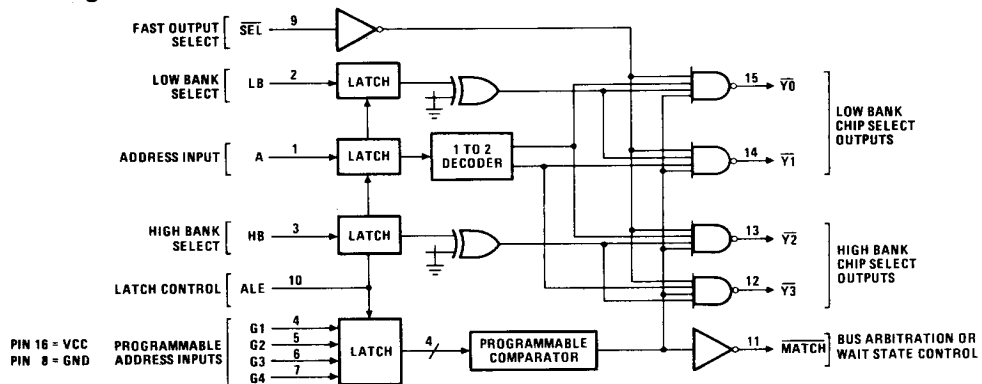 FAST OUTPUT SELECT
SEL
9
LOW BANK SELECT
LB
2
LATCH
15
Y0
LOW BANK CHIP SELECT OUTPUTS
ADDRESS INPUT
A
1
LATCH
1 TO 2 DECODER
14
Y1
HIGH BANK SELECT
HB
3
LATCH
13
Y2
HIGH BANK CHIP SELECT OUTPUTS
LATCH CONTROL
ALE
10
12
Y3
PIN 16 = VCC
PIN 8 = GND
PROGRAMMABLE ADDRESS INPUTS
G1
4
G2
5
G3
6
G4
7
LATCH
4
PROGRAMMABLE COMPARATOR
11
MATCH
BUS ARBITRATION OR WAIT STATE CONTROL